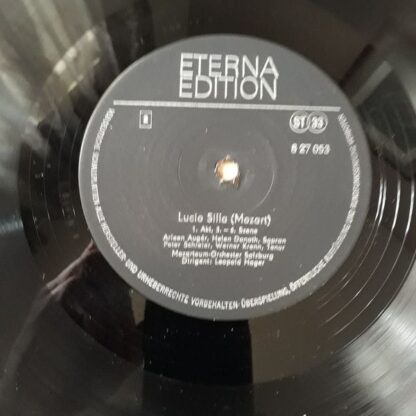 ETERNA
EDITION
ST 33
8 27 053
Lucio Silla (Mozart)
1. Akt, 5. – 6. Szene
Arleen Augér, Helen Donath, Sopran
Peter Schreier, Werner Krenn, Tenor
Mozarteum-Orchester Salzburg
Dirigent: Leopold Hager
UND URHEBERRECHTE VORBEHALTEN · ÜBERSPIELUNG, ÖFFENTLICHE